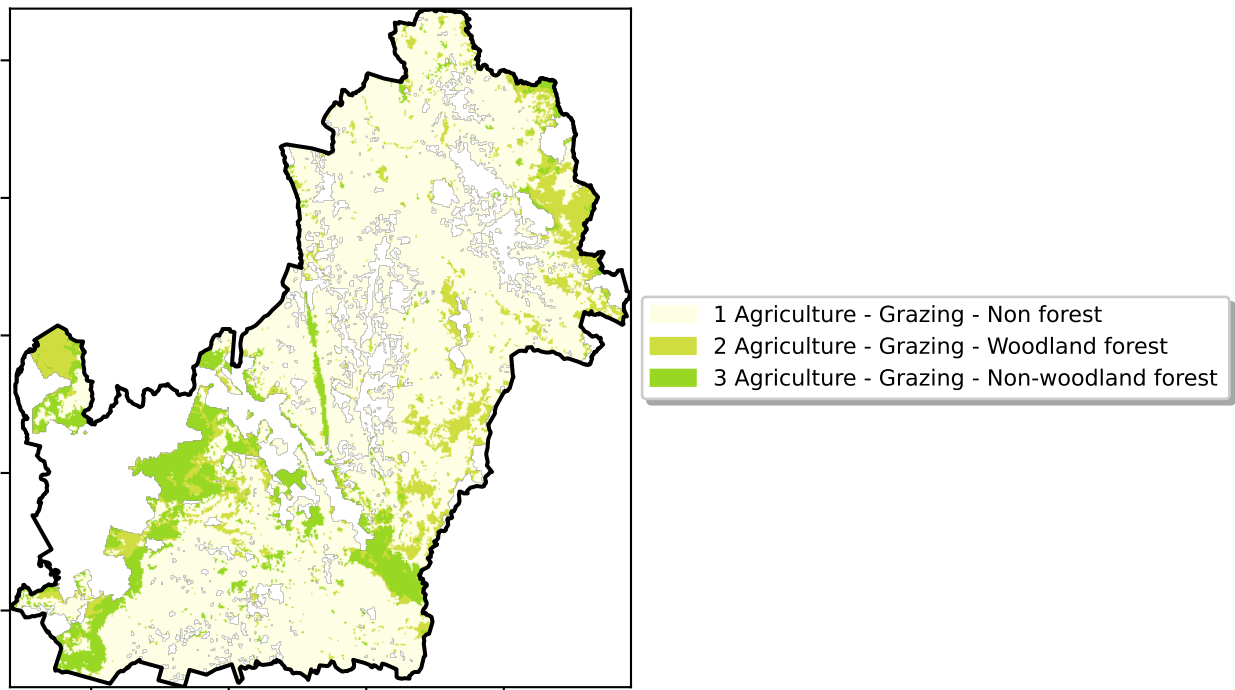 1 Agriculture - Grazing - Non forest
2 Agriculture - Grazing - Woodland forest
3 Agriculture - Grazing - Non-woodland forest